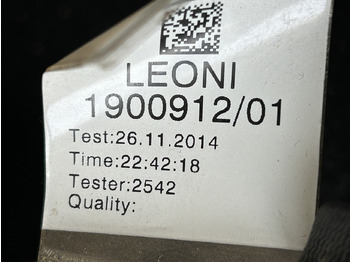 LEONI
1900912/01
Test:26.11.2014
Time:22:42:18
Tester:2542
Quality: